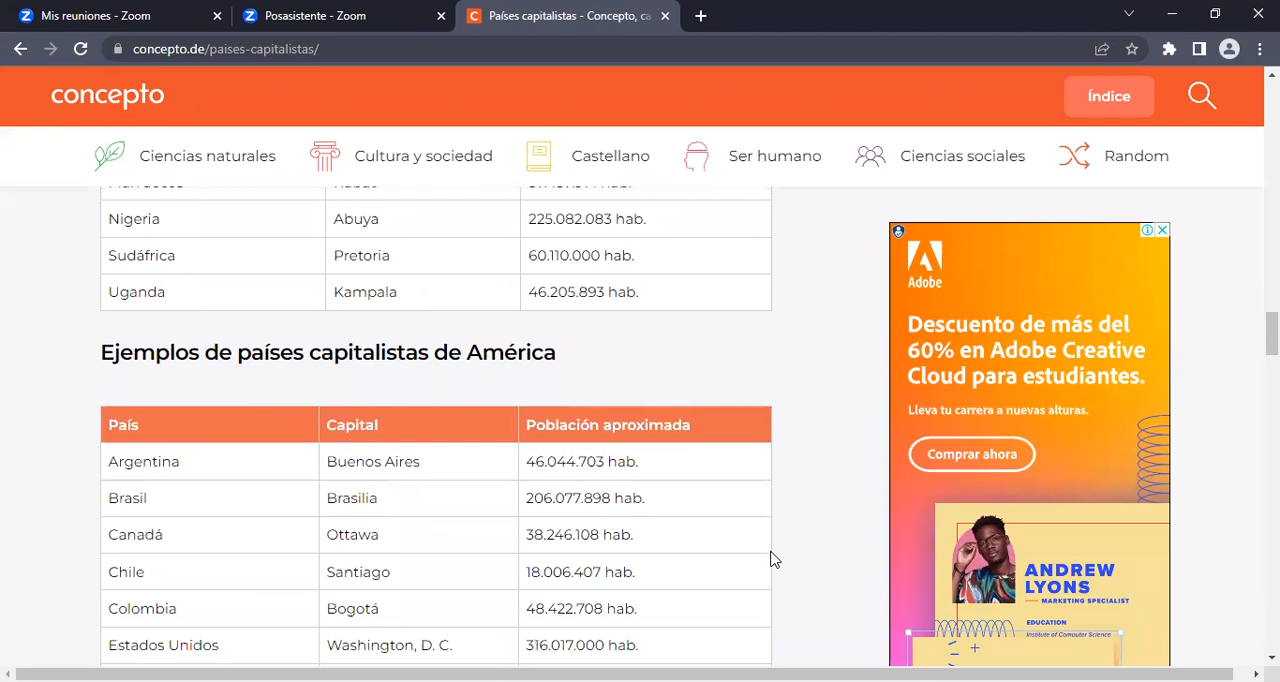 Mis reuniones - Zoom
Posasistente - Zoom
Países capitalistas - Concepto, ca
concepto.de/paises-capitalistas/
concepto
Índice
Ciencias naturales
Cultura y sociedad
Castellano
Ser humano
Ciencias sociales
Random
Nigeria Abuya 225.082.083 hab.
Sudáfrica Pretoria 60.110.000 hab.
Uganda Kampala 46.205.893 hab.
Ejemplos de países capitalistas de América
País Capital Población aproximada
Argentina Buenos Aires 46.044.703 hab.
Brasil Brasilia 206.077.898 hab.
Canadá Ottawa 38.246.108 hab.
Chile Santiago 18.006.407 hab.
Colombia Bogotá 48.422.708 hab.
Estados Unidos Washington, D. C. 316.017.000 hab.
Adobe
Descuento de más del
60% en Adobe Creative
Cloud para estudiantes.
Lleva tu carrera a nuevas alturas.
Comprar ahora
ANDREW
LYONS
MARKETING SPECIALIST
EDUCATION
Institute of Computer Science